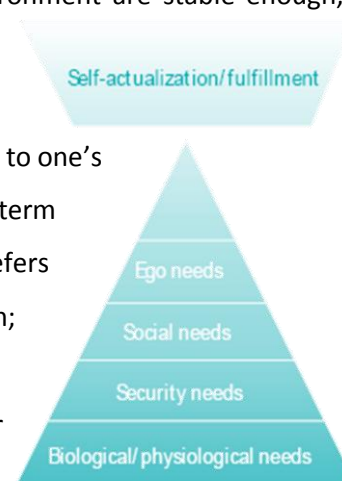 ronment are stable enough,
Self-actualization/fulfillment
to one's
term
efers
Ego needs
Social needs
Security needs
Biological/physiological needs